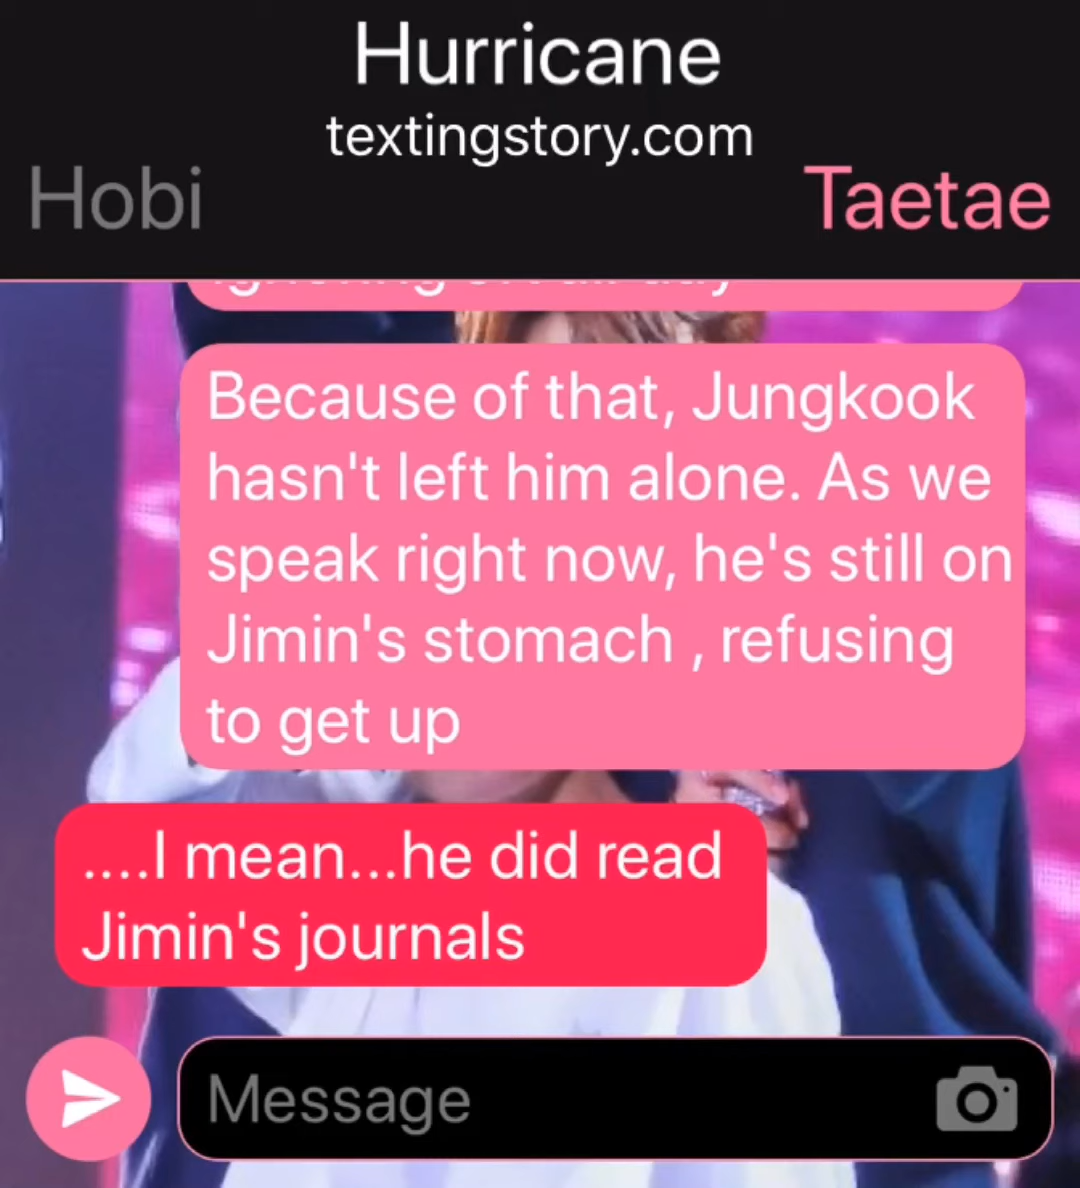 Hurricane
textingstory.com
Hobi
Taetae
Because of that, Jungkook
hasn't left him alone. As we
speak right now, he's still on
Jimin's stomach , refusing
to get up
....I mean...he did read
Jimin's journals
Message